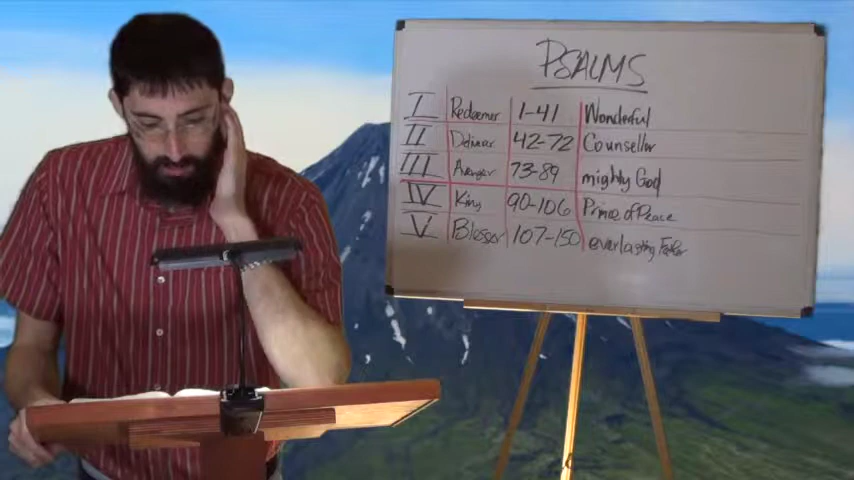 PSALMS
I Redeemer 1-41 Wonderful
II Deliverer 42-72 Counsellor
III Avenger 73-89 mighty God
IV King 90-106 Prince of Peace
V Blessor 107-150 everlasting Father